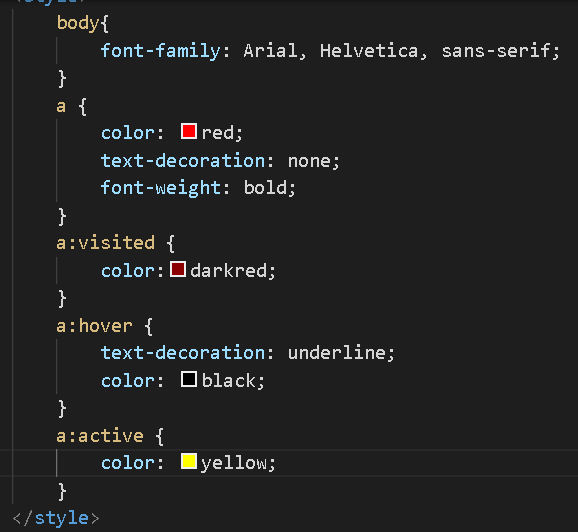 <style>
body{
font-family: Arial, Helvetica, sans-serif;
}
a {
color: red;
text-decoration: none;
font-weight: bold;
}
a:visited {
color: darkred;
}
a:hover {
text-decoration: underline;
color: black;
}
a:active {
color: yellow;
}
</style>